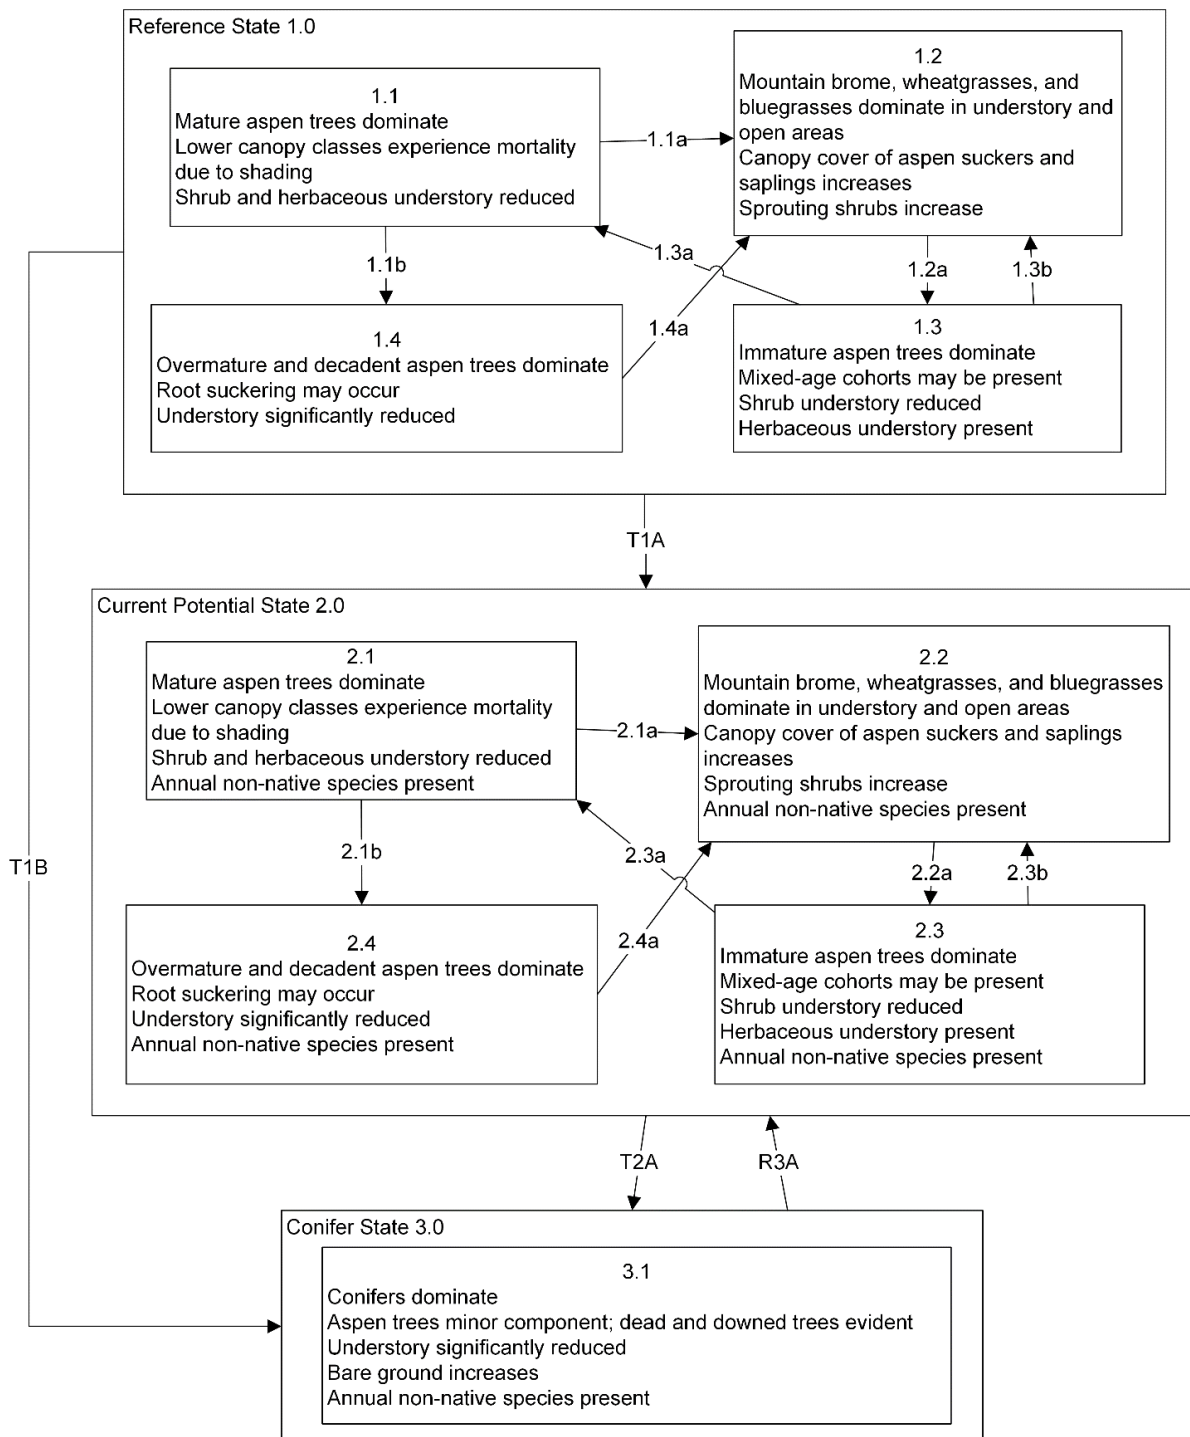 Reference State 1.0
1.1
Mature aspen trees dominate
Lower canopy classes experience mortality
due to shading
Shrub and herbaceous understory reduced
1.1a
1.2
Mountain brome, wheatgrasses, and
bluegrasses dominate in understory and
open areas
Canopy cover of aspen suckers and
saplings increases
Sprouting shrubs increase
1.1b
1.3a
1.4a
1.2a
1.3b
1.4
Overmature and decadent aspen trees dominate
Root suckering may occur
Understory significantly reduced
1.3
Immature aspen trees dominate
Mixed-age cohorts may be present
Shrub understory reduced
Herbaceous understory present
T1A
T1B
Current Potential State 2.0
2.1
Mature aspen trees dominate
Lower canopy classes experience mortality
due to shading
Shrub and herbaceous understory reduced
Annual non-native species present
2.1a
2.2
Mountain brome, wheatgrasses, and bluegrasses
dominate in understory and open areas
Canopy cover of aspen suckers and saplings
increases
Sprouting shrubs increase
Annual non-native species present
2.1b
2.3a
2.4a
2.2a
2.3b
2.4
Overmature and decadent aspen trees dominate
Root suckering may occur
Understory significantly reduced
Annual non-native species present
2.3
Immature aspen trees dominate
Mixed-age cohorts may be present
Shrub understory reduced
Herbaceous understory present
Annual non-native species present
T2A
R3A
Conifer State 3.0
3.1
Conifers dominate
Aspen trees minor component; dead and downed trees evident
Understory significantly reduced
Bare ground increases
Annual non-native species present